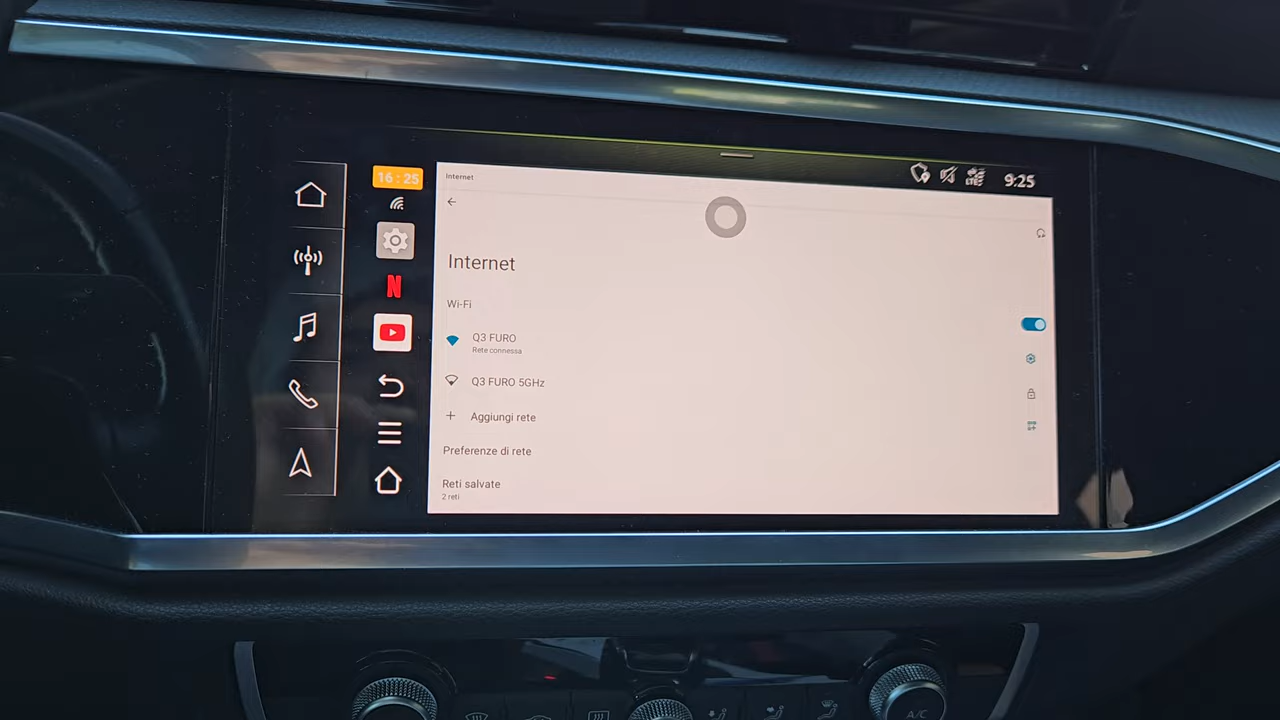 9:25
LTE
16:25
Internet
Internet
Wi-Fi
Q3 FURO
Rete connessa
Q3 FURO 5GHz
Aggiungi rete
Preferenze di rete
Reti salvate
2 reti
N
A/C